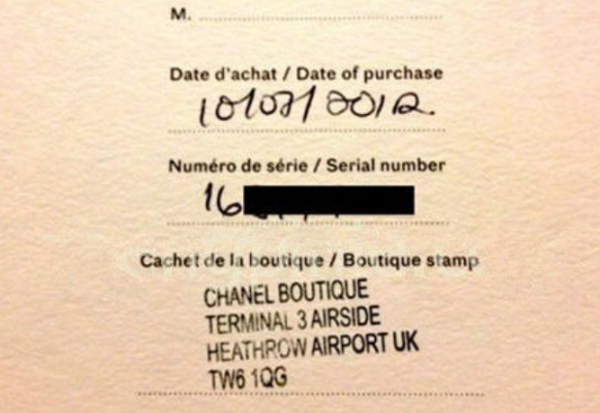 M.
Date d'achat / Date of purchase
10/07/2012.
Numéro de série / Serial number
16
Cachet de la boutique / Boutique stamp
CHANEL BOUTIQUE
TERMINAL 3 AIRSIDE
HEATHROW AIRPORT UK
TW6 1QG